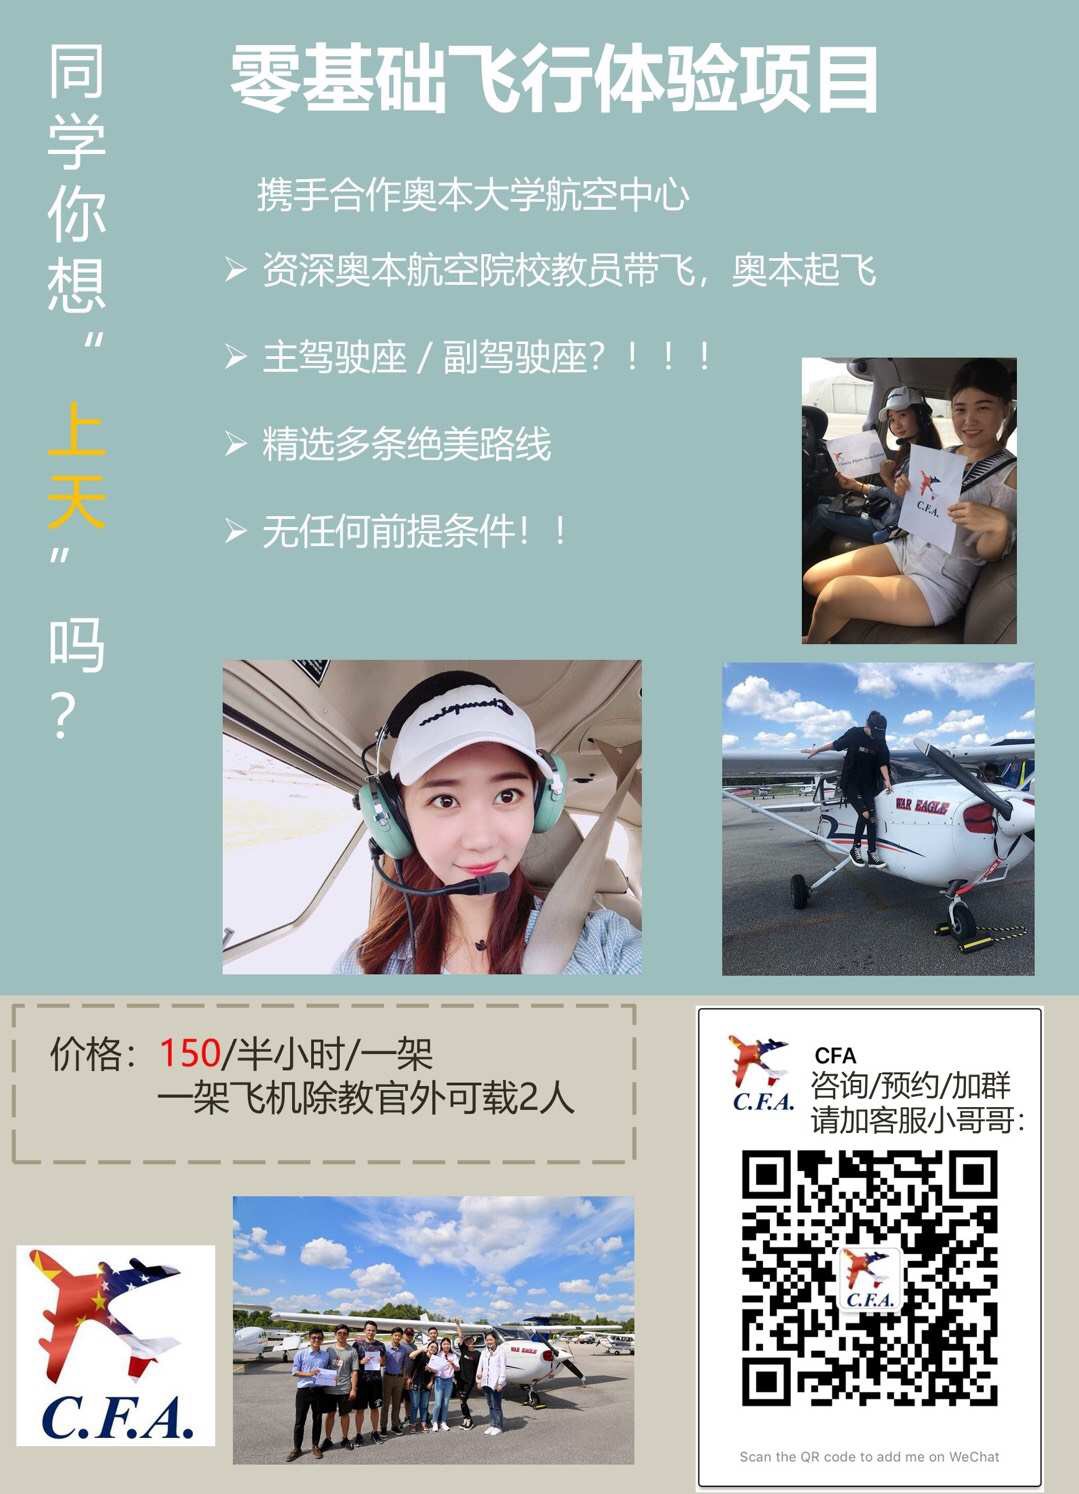 同学你想“上天”吗？
零基础飞行体验项目
携手合作奥本大学航空中心
➢ 资深奥本航空院校教员带飞，奥本起飞
➢ 主驾驶座 / 副驾驶座？！！！
➢ 精选多条绝美路线
➢ 无任何前提条件！！
C.F.A.
Champion
WAR EAGLE
价格：150/半小时/一架
一架飞机除教官外可载2人
C.F.A.
CFA
咨询/预约/加群
请加客服小哥哥：
C.F.A.
Scan the QR code to add me on WeChat
C.F.A.
WAR EAGLE